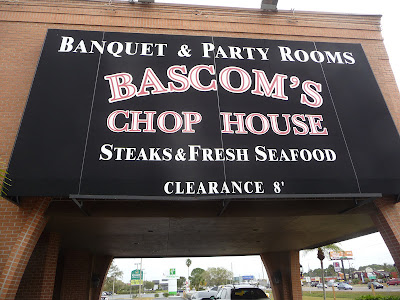 BANQUET & PARTY ROOMS
BASCOM'S
CHOP HOUSE
STEAKS & FRESH SEAFOOD
CLEARANCE 8'